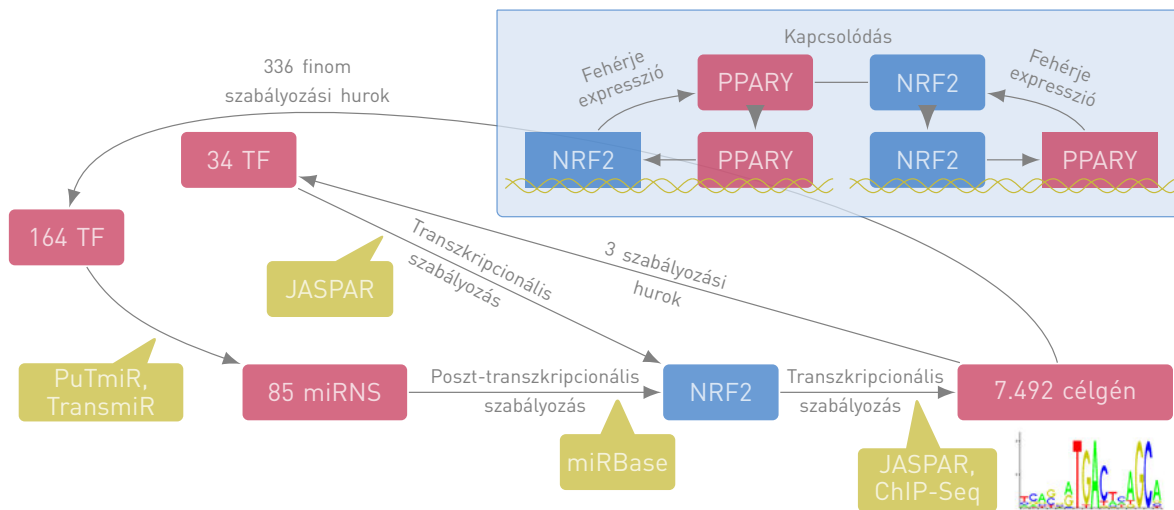 Kapcsolódás
336 finom
szabályozási hurok
Fehérje
expresszió
PPARY
NRF2
Fehérje
expresszió
34 TF
NRF2
PPARY
NRF2
PPARY
164 TF
Transzkripcionális
szabályozás
3 szabályozási
hurok
JASPAR
PuTmiR,
TransmiR
85 miRNS
Poszt-transzkripcionális
szabályozás
NRF2
Transzkripcionális
szabályozás
7.492 célgén
miRBase
JASPAR,
ChIP-Seq
TGAC
GC